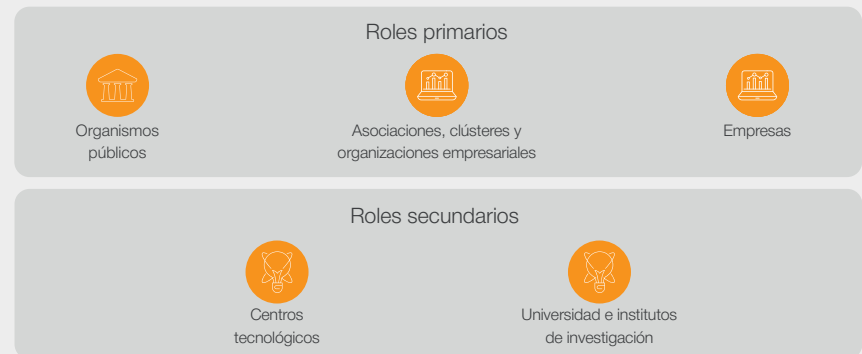 Roles primarios
Organismos
públicos
Asociaciones, clústeres y
organizaciones empresariales
Empresas
Roles secundarios
Centros
tecnológicos
Universidad e institutos
de investigación